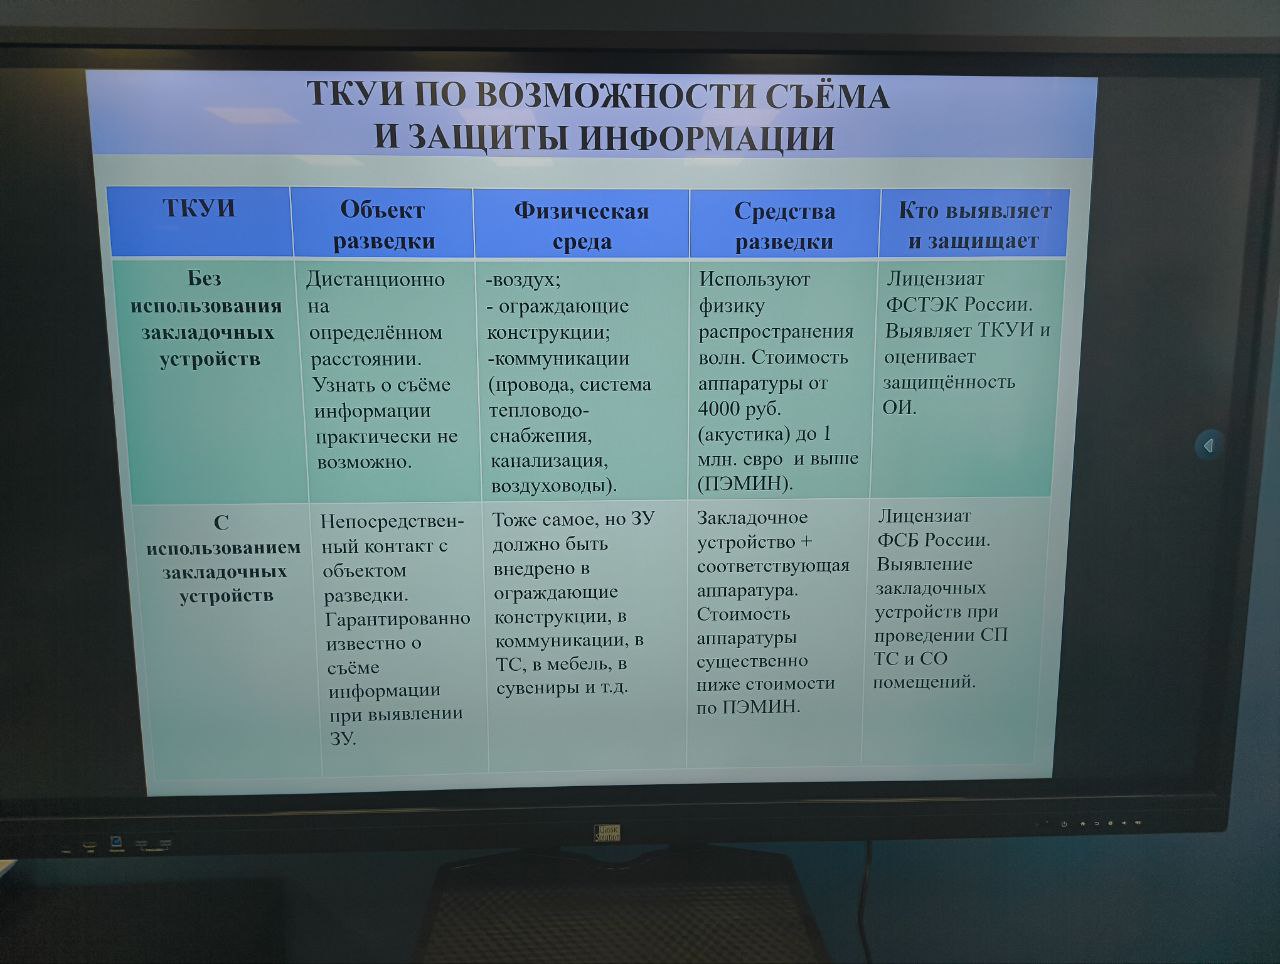 ТКУИ ПО ВОЗМОЖНОСТИ СЪЁМА
И ЗАЩИТЫ ИНФОРМАЦИИ
ТКУИ
Объект
разведки
Физическая
среда
Средства
разведки
Кто выявляет
и защищает
Без
использования
закладочных
устройств
Дистанционно
на
определённом
расстоянии.
Узнать о съёме
информации
практически не
возможно.
-воздух;
- ограждающие
конструкции;
-коммуникации
(провода, система
тепловодо-
снабжения,
канализация,
воздуховоды).
Используют
физику
распространения
волн. Стоимость
аппаратуры от
4000 руб.
(акустика) до 1
млн. евро и выше
(ПЭМИН).
Лицензиат
ФСТЭК России.
Выявляет ТКУИ и
оценивает
защищённость
ОИ.
С
использованием
закладочных
устройств
Непосредствен-
ный контакт с
объектом
разведки.
Гарантированно
известно о
съёме
информации
при выявлении
ЗУ.
Тоже самое, но ЗУ
должно быть
внедрено в
ограждающие
конструкции, в
коммуникации, в
ТС, в мебель, в
сувениры и т.д.
Закладочное
устройство +
соответствующая
аппаратура.
Стоимость
аппаратуры
существенно
ниже стоимости
по ПЭМИН.
Лицензиат
ФСБ России.
Выявление
закладочных
устройств при
проведении СП
ТС и СО
помещений.